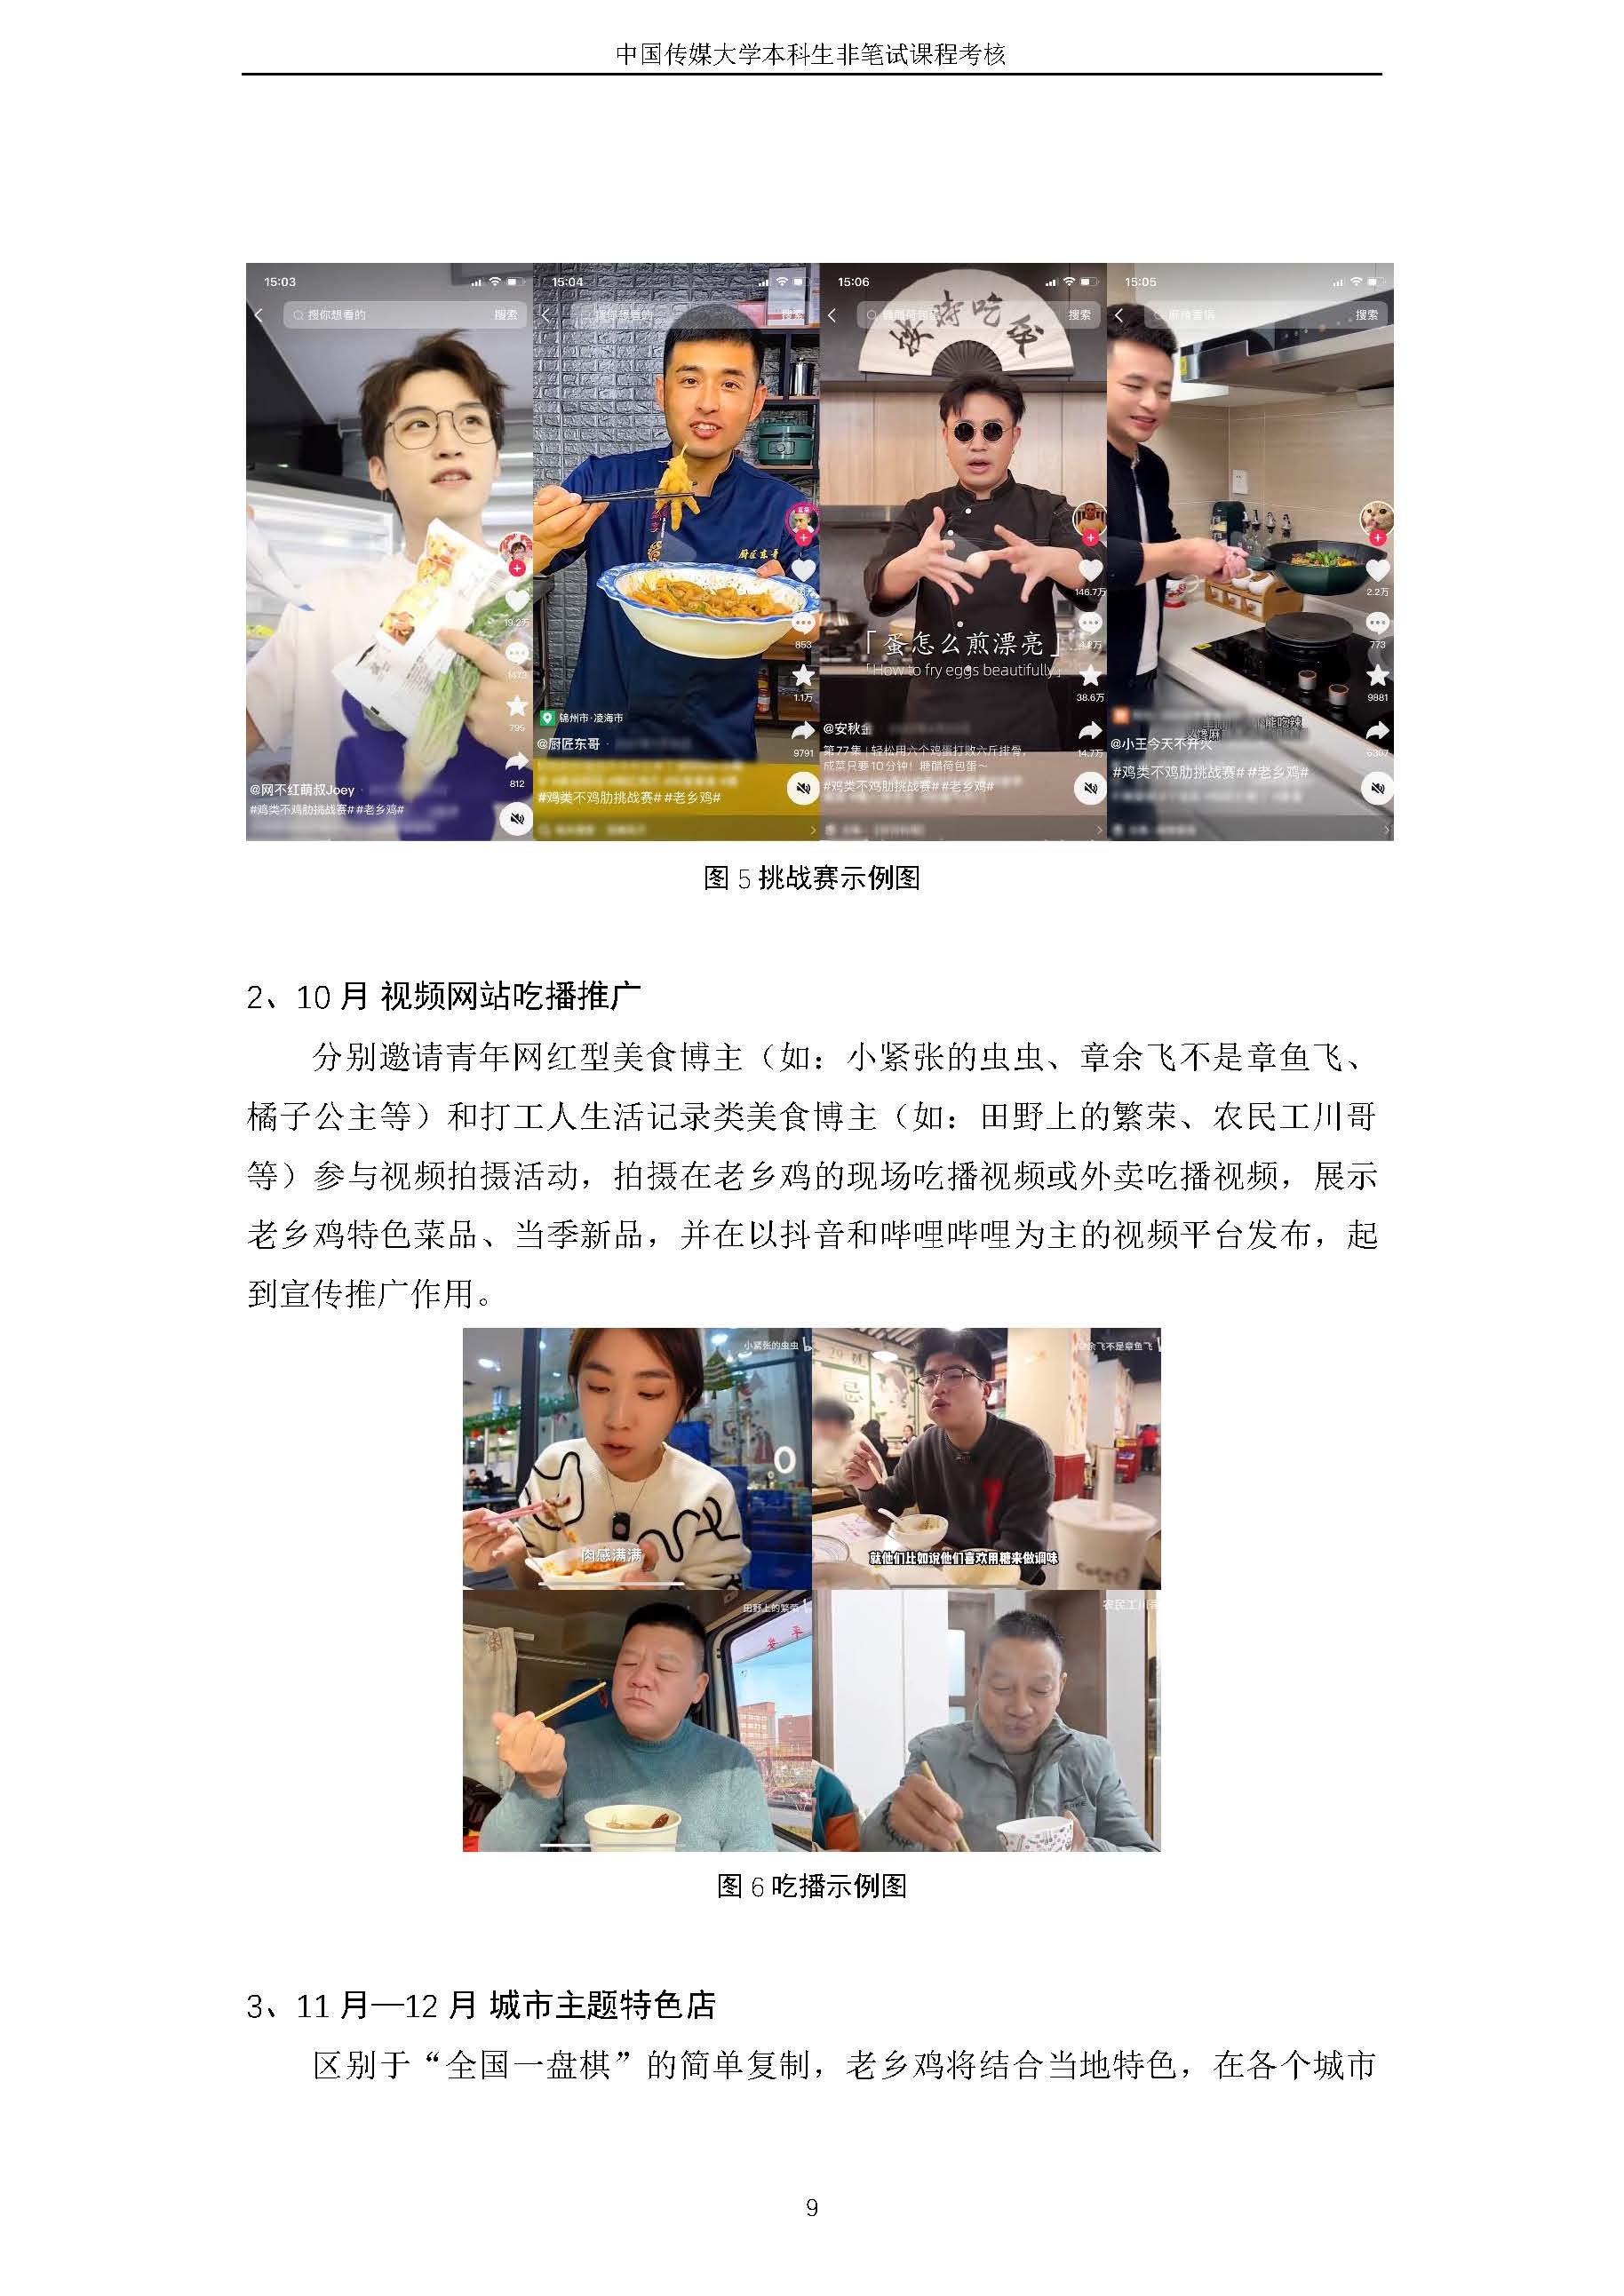 中国传媒大学本科生非笔试课程考核
15:03
搜你想看的
搜索
19.2万
1473
795
812
@网不红萌叔Joey
#鸡类不鸡肋挑战赛##老乡鸡#
15:04
厨匠东哥
853
1.1万
9791
锦州市·凌海市
@厨匠东哥
#鸡类不鸡肋挑战赛##老乡鸡#
15:06
搜索
146.7万
38.6万
14.7万
「蛋怎么煎漂亮」
「How to fry eggs beautifully」
@安秋金
第77集 | 轻松用六个鸡蛋打败六斤排骨，
成菜只要10分钟！糖醋荷包蛋~
#鸡类不鸡肋挑战赛##老乡鸡#
15:05
搜索
2.2万
773
9881
6307
@小王今天不开火
#鸡类不鸡肋挑战赛##老乡鸡#
图 5 挑战赛示例图
2、10 月 视频网站吃播推广
分别邀请青年网红型美食博主（如：小紧张的虫虫、章余飞不是章鱼飞、
橘子公主等）和打工人生活记录类美食博主（如：田野上的繁荣、农民工川哥
等）参与视频拍摄活动，拍摄在老乡鸡的现场吃播视频或外卖吃播视频，展示
老乡鸡特色菜品、当季新品，并在以抖音和哔哩哔哩为主的视频平台发布，起
到宣传推广作用。
小紧张的虫虫
肉感满满
余飞不是章鱼飞
就他们比如说他们喜欢用糖来做调味
田野上的繁荣
农民工川哥
图 6 吃播示例图
3、11 月—12 月 城市主题特色店
区别于“全国一盘棋”的简单复制，老乡鸡将结合当地特色，在各个城市
9